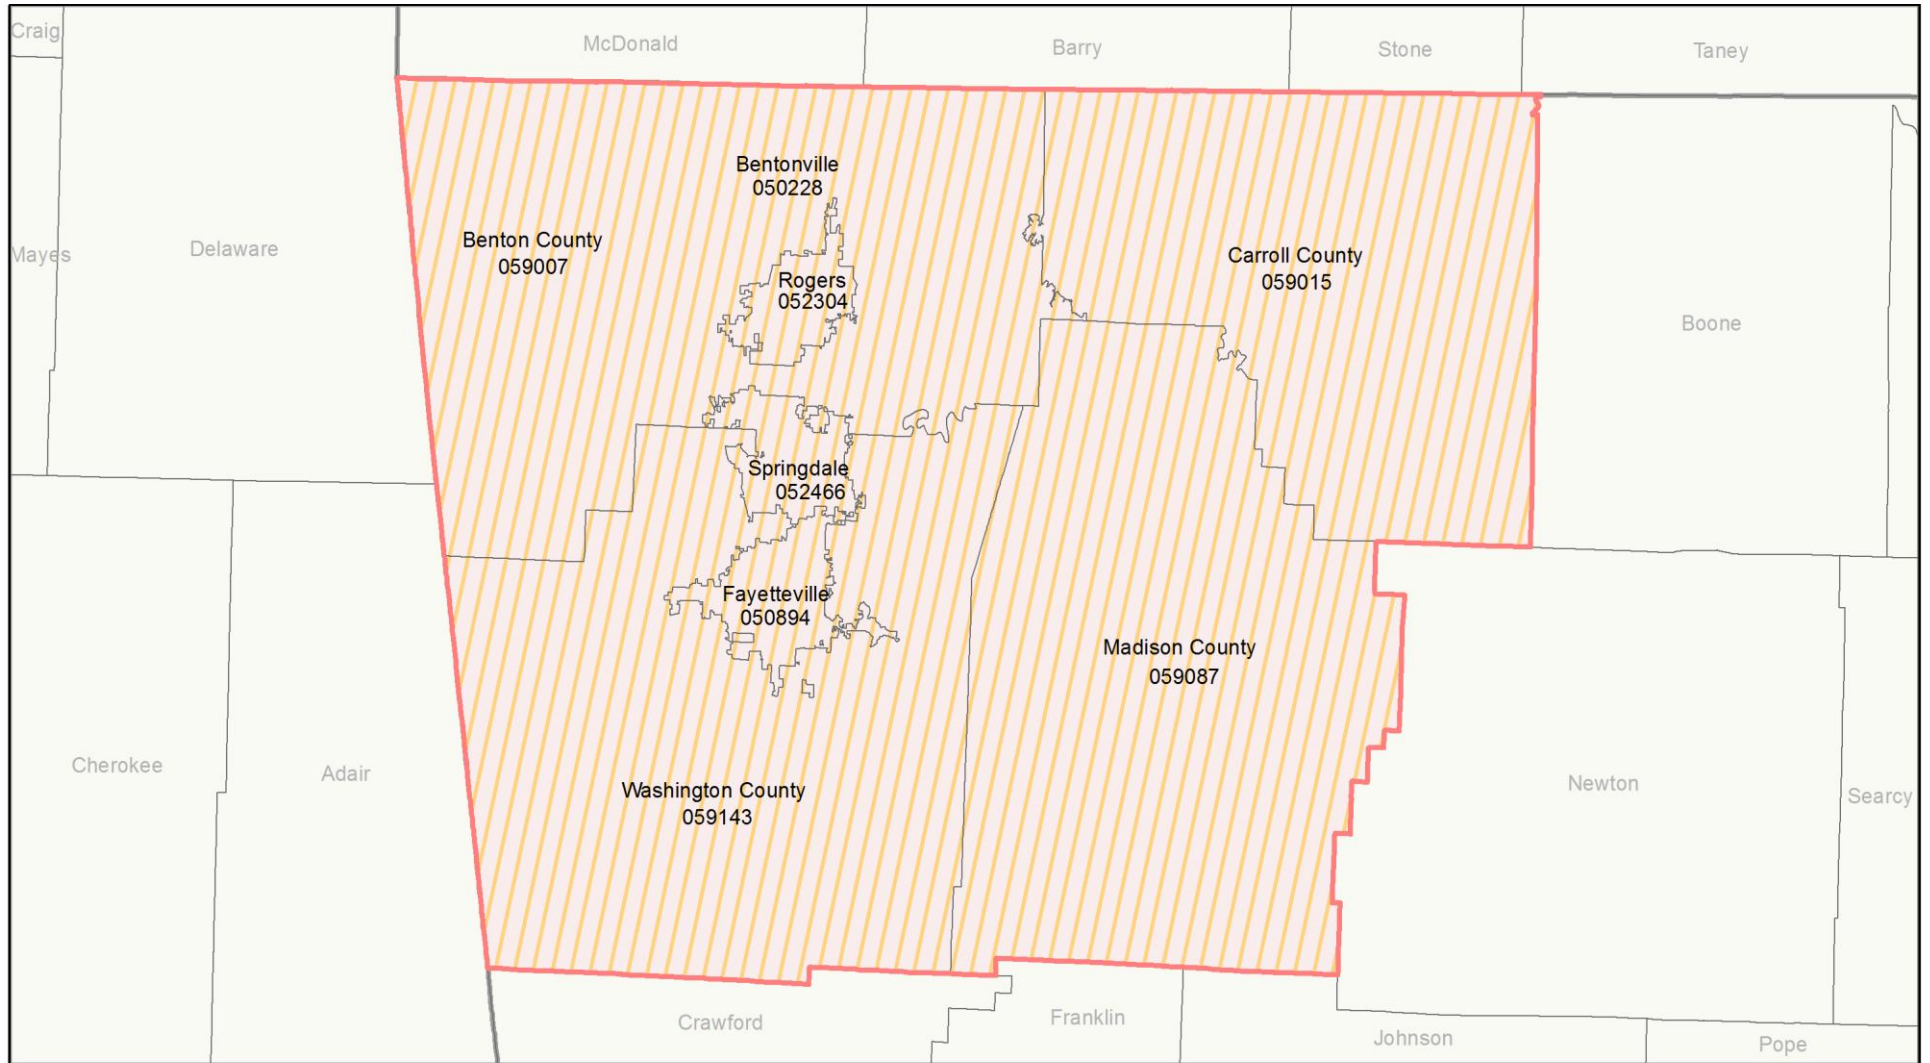 Craig
McDonald
Barry
Stone
Taney
Bentonville
050228
Benton County
059007
Mayes
Delaware
Rogers
052304
Carroll County
059015
Boone
Springdale
052466
Fayetteville
050894
Madison County
059087
Cherokee
Adair
Washington County
059143
Newton
Searcy
Crawford
Franklin
Johnson
Pope